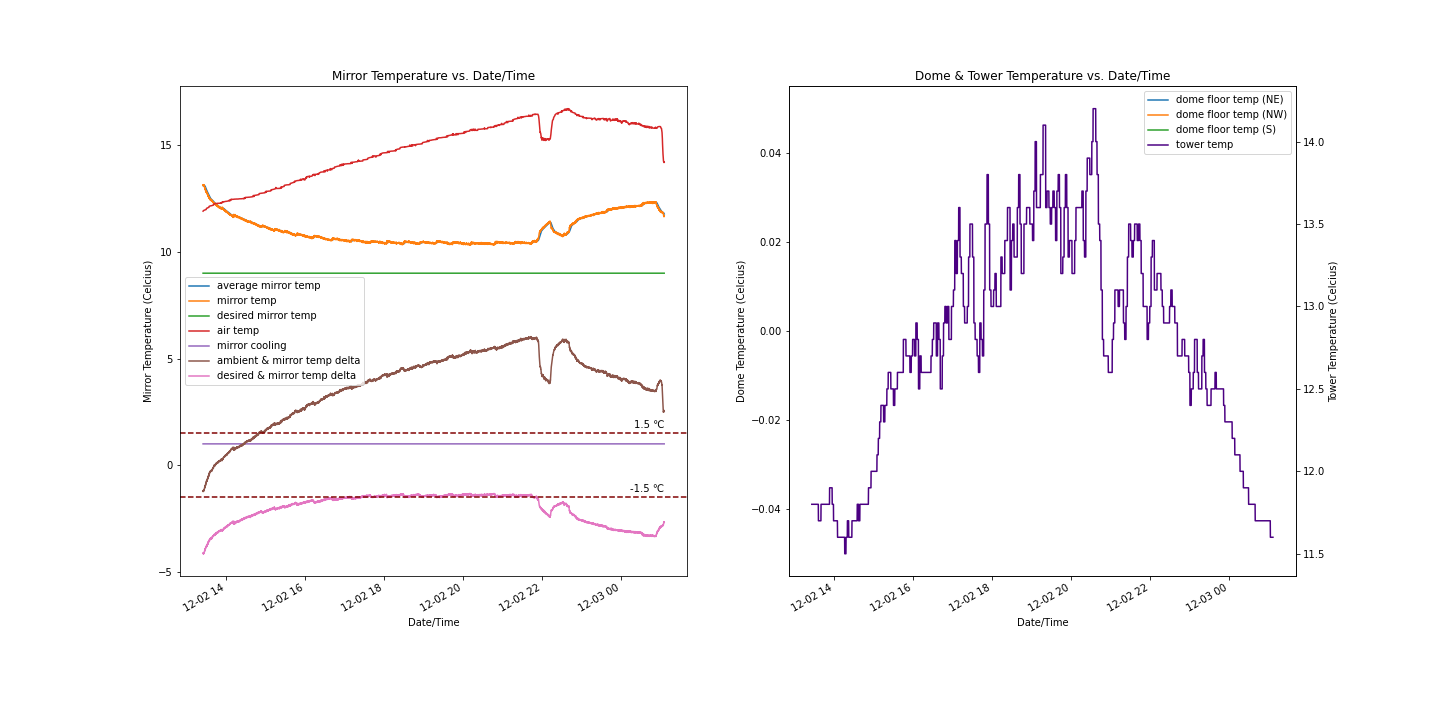 Mirror Temperature vs. Date/Time
Mirror Temperature (Celcius)
15
10
5
0
−5
average mirror temp
mirror temp
desired mirror temp
air temp
mirror cooling
ambient & mirror temp delta
desired & mirror temp delta
1.5 °C
-1.5 °C
12-02 14
12-02 16
12-02 18
12-02 20
12-02 22
12-03 00
Date/Time
Dome & Tower Temperature vs. Date/Time
Dome Temperature (Celcius)
0.04
0.02
0.00
−0.02
−0.04
dome floor temp (NE)
dome floor temp (NW)
dome floor temp (S)
tower temp
14.0
13.5
13.0
12.5
12.0
11.5
Tower Temperature (Celcius)
12-02 14
12-02 16
12-02 18
12-02 20
12-02 22
12-03 00
Date/Time